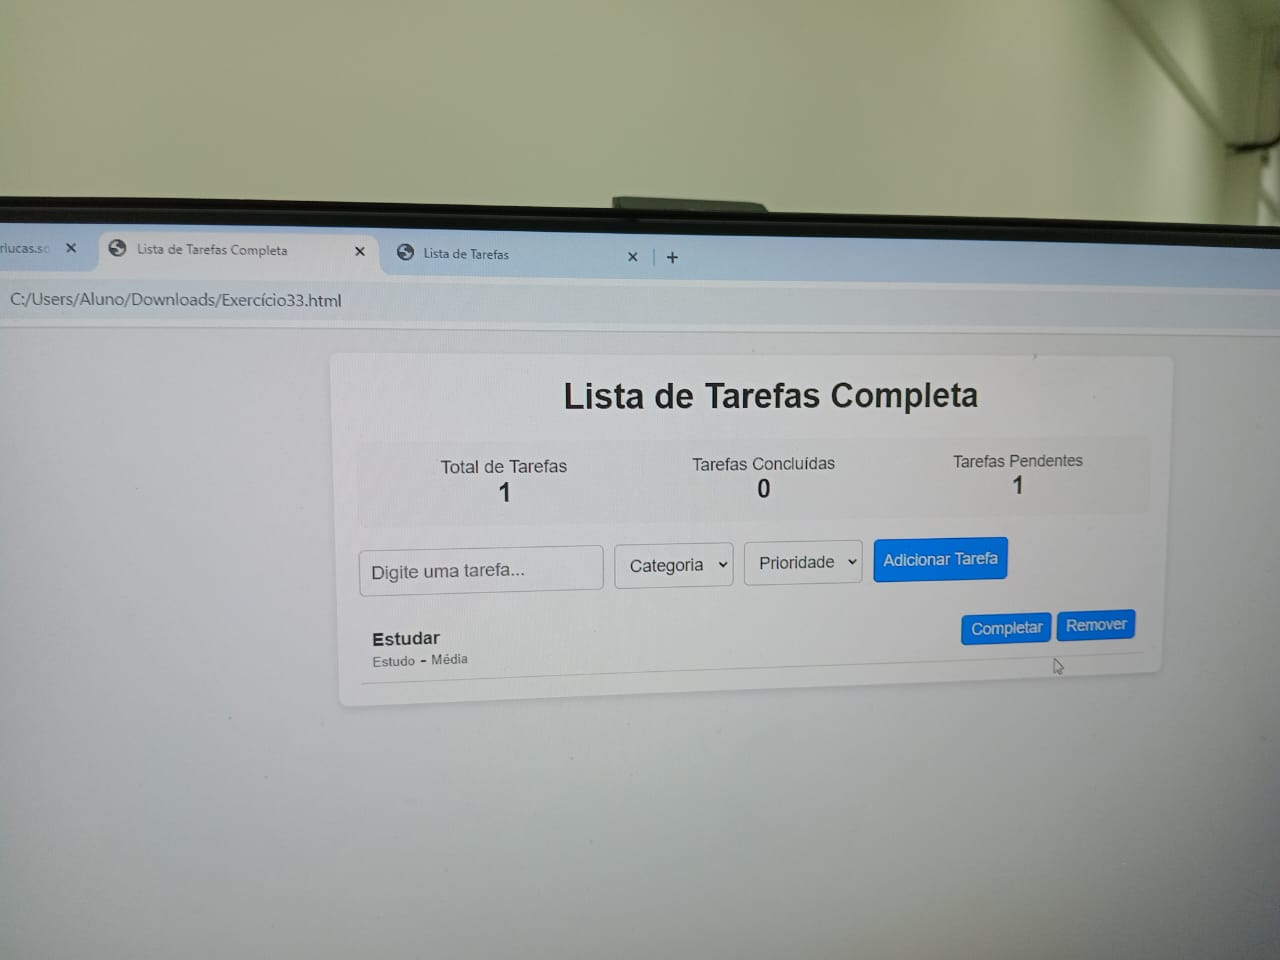 Lista de Tarefas Completa
Lista de Tarefas
C:/Users/Aluno/Downloads/Exercício33.html
Lista de Tarefas Completa
Total de Tarefas
1
Tarefas Concluídas
0
Tarefas Pendentes
1
Digite uma tarefa...
Categoria
Prioridade
Adicionar Tarefa
Estudar
Estudo - Média
Completar
Remover